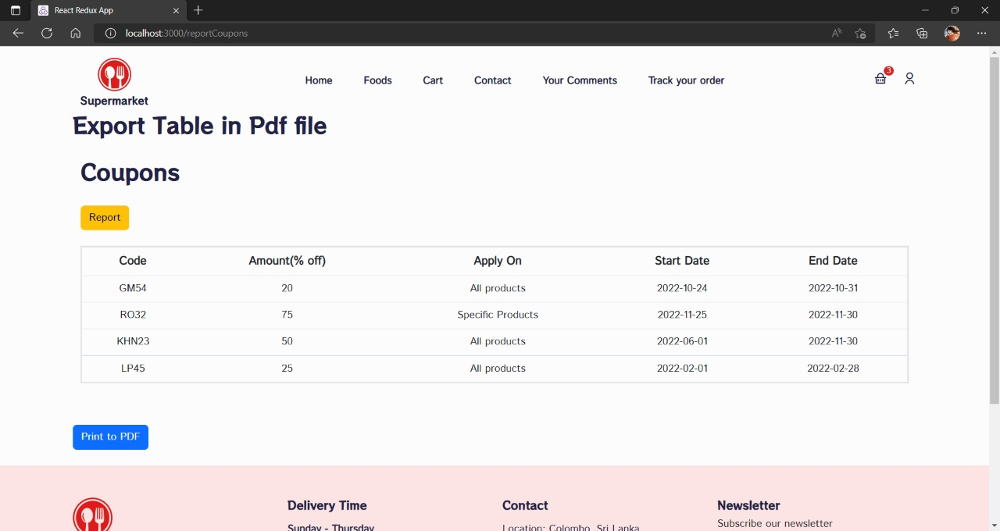 React Redux App
localhost:3000/reportCoupons
Supermarket
Home Foods Cart Contact Your Comments Track your order
3
Export Table in Pdf file
Coupons
Report
Code Amount(% off) Apply On Start Date End Date
GM54 20 All products 2022-10-24 2022-10-31
RO32 75 Specific Products 2022-11-25 2022-11-30
KHN23 50 All products 2022-06-01 2022-11-30
LP45 25 All products 2022-02-01 2022-02-28
Print to PDF
Delivery Time Contact Newsletter
Sunday - Thursday Location: Colombo, Sri Lanka Subscribe our newsletter